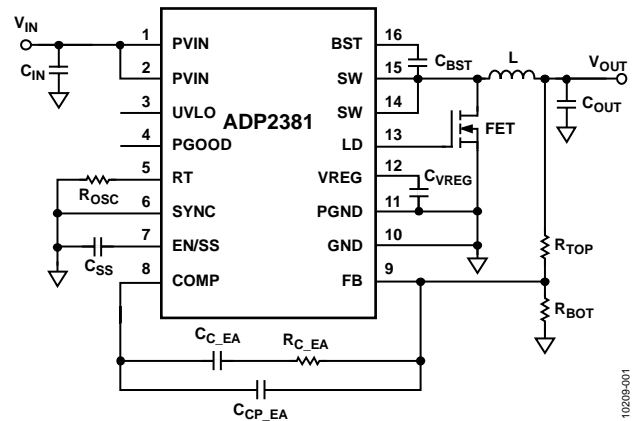 VIN
CIN
1 PVIN
2 PVIN
3 UVLO
4 PGOOD
5 RT
ROSC
6 SYNC
7 EN/SS
CSS
8 COMP
ADP2381
BST 16
CBST
SW 15
SW 14
LD 13
VREG 12
CVREG
PGND 11
GND 10
FB 9
L
VOUT
COUT
FET
RTOP
RBOT
CC_EA
RC_EA
CCP_EA
10209-001